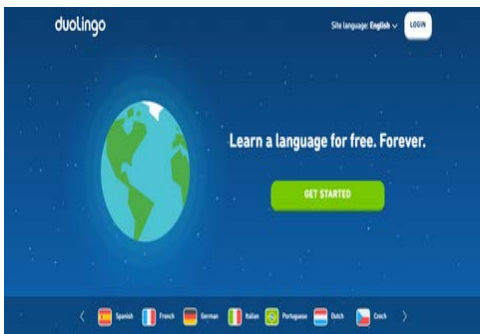 duolingo
Site language: English
LOGIN
Learn a language for free. Forever.
GET STARTED
Spanish French German Italian Portuguese Dutch Czech